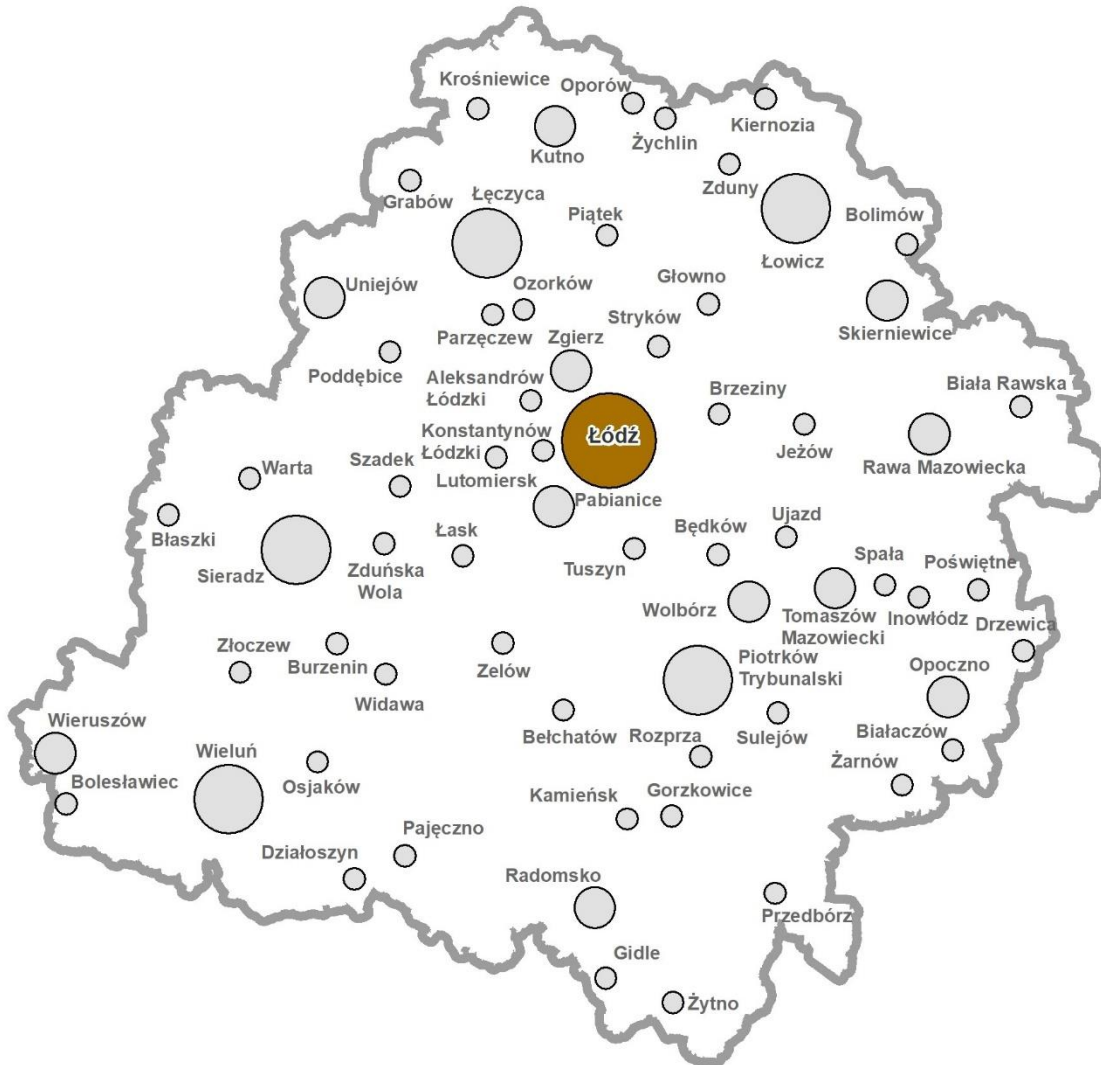 Krośniewice
Oporów
Kiernozia
Żychlin
Kutno
Zduny
Grabów
Łęczyca
Piątek
Bolimów
Łowicz
Uniejów
Ozorków
Głowno
Skierniewice
Parzęczew
Stryków
Zgierz
Poddębice
Aleksandrów
Łódzki
Brzeziny
Biała Rawska
Łódź
Konstantynów
Łódzki
Jeżów
Rawa Mazowiecka
Warta
Szadek
Lutomiersk
Pabianice
Błaszki
Łask
Będków
Ujazd
Sieradz
Zduńska
Wola
Tuszyn
Spała
Poświętne
Wolbórz
Tomaszów
Mazowiecki
Inowłódz
Drzewica
Złoczew
Burzenin
Zelów
Piotrków
Trybunalski
Opoczno
Widawa
Wieruszów
Bełchatów
Rozprza
Sulejów
Białaczów
Wieluń
Osjaków
Żarnów
Bolesławiec
Kamieńsk
Gorzkowice
Pajęczno
Działoszyn
Radomsko
Przedbórz
Gidle
Żytno